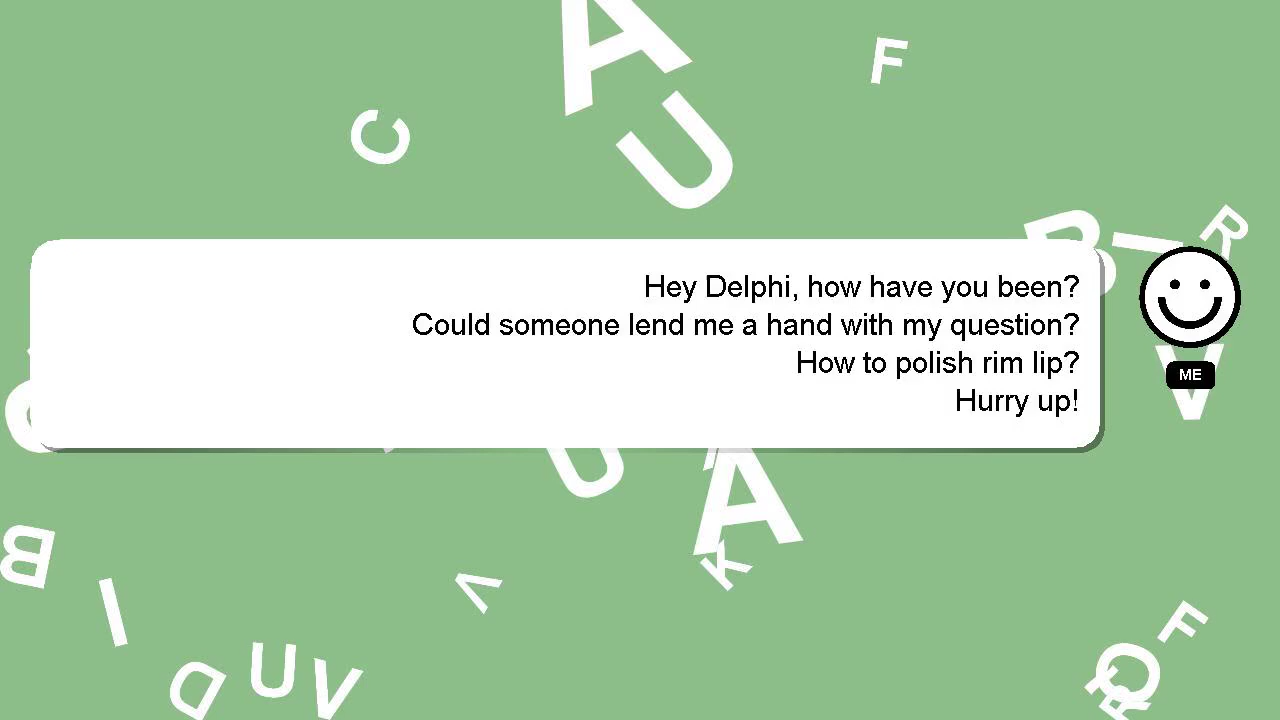 Hey Delphi, how have you been?
Could someone lend me a hand with my question?
How to polish rim lip?
Hurry up!
ME
A
F
C
U
R
I
V
U
A
K
B
I
V
F
D
U
V
Q
R